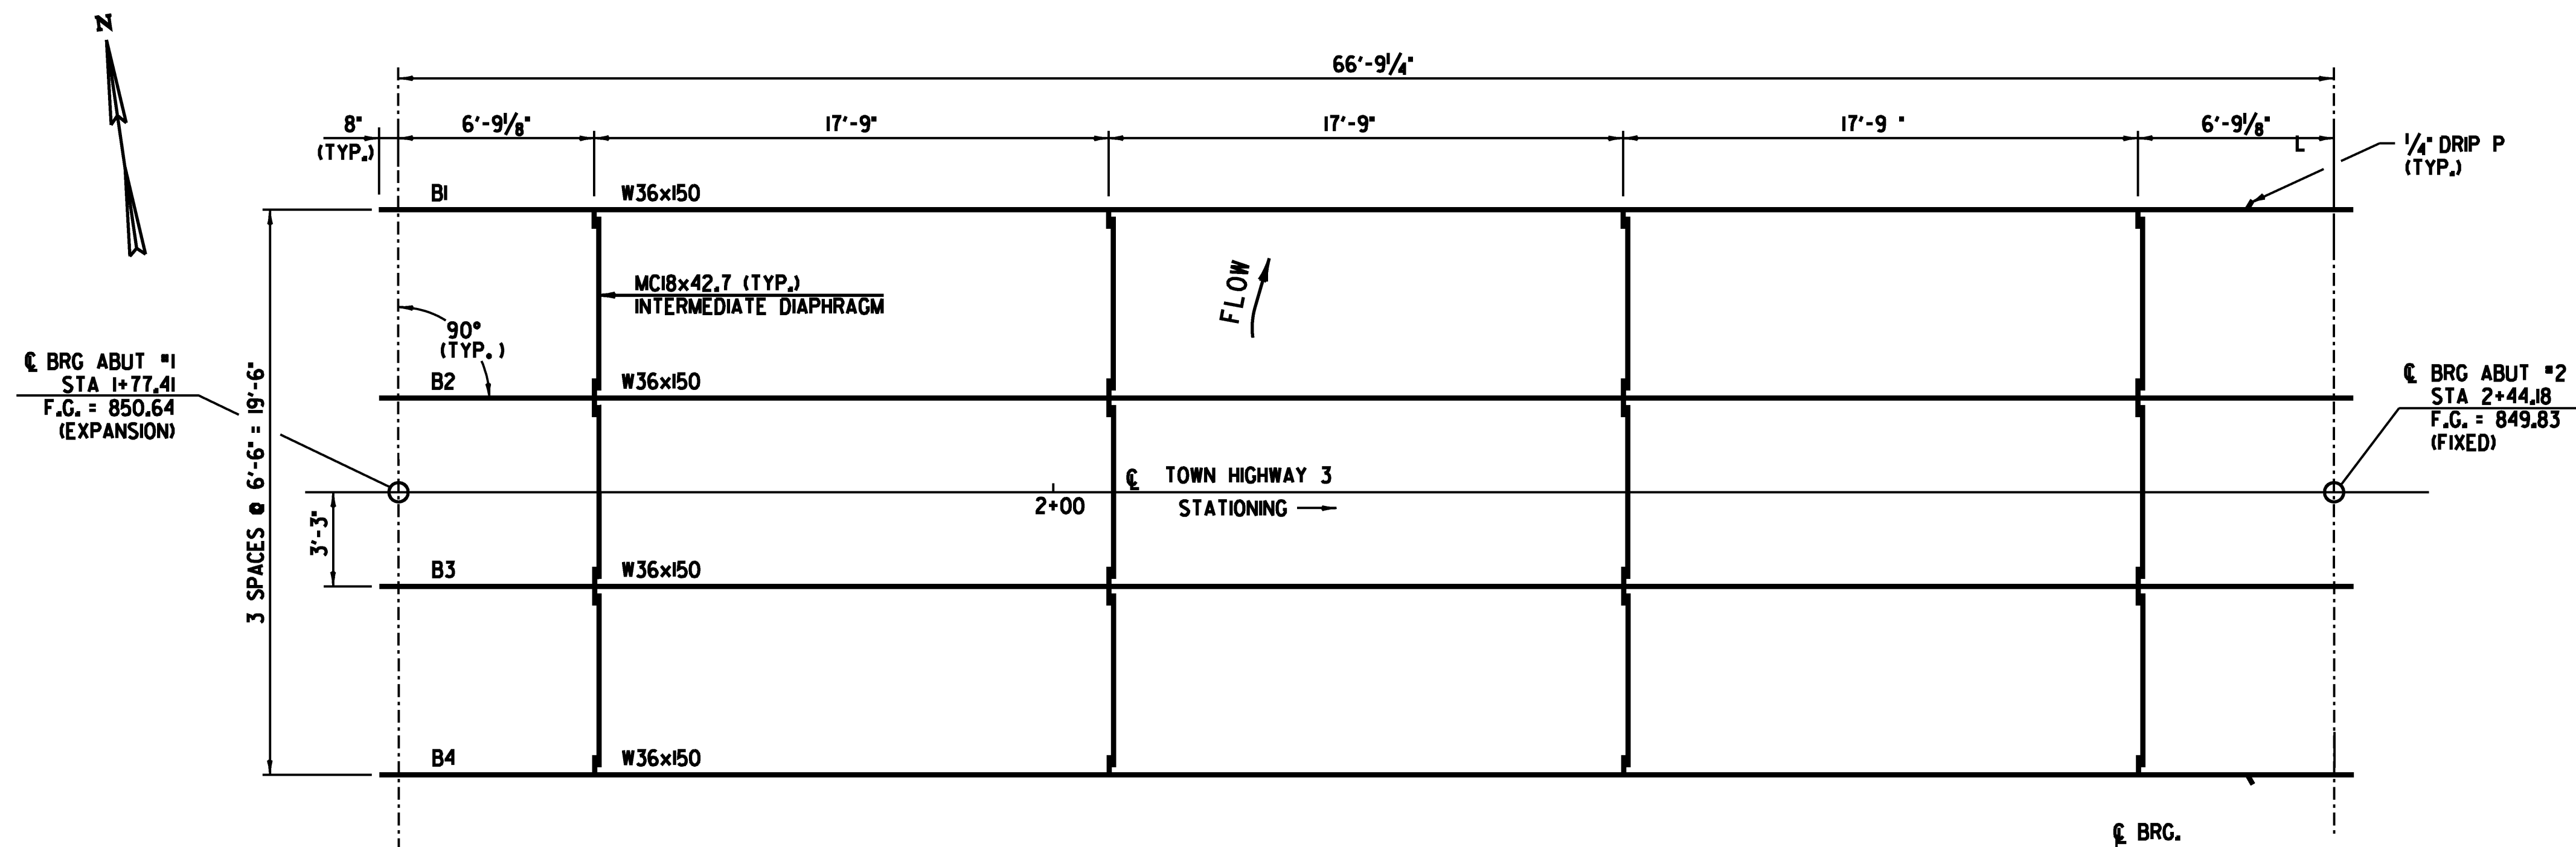 N
66'-9¼"
8"
(TYP.)
6'-9⅛"
17'-9"
17'-9"
17'-9 "
6'-9⅛"
L
¼" DRIP P
(TYP.)
B1
W36x150
MC18x42.7 (TYP.)
INTERMEDIATE DIAPHRAGM
FLOW
90°
(TYP.)
℄ BRG ABUT #1
STA 1+77.41
F.G. = 850.64
(EXPANSION)
3 SPACES @ 6'-6" = 19'-6"
B2
W36x150
℄ BRG ABUT #2
STA 2+44.18
F.G. = 849.83
(FIXED)
℄ TOWN HIGHWAY 3
2+00
STATIONING
3'-3"
B3
W36x150
B4
W36x150
℄ BRG.